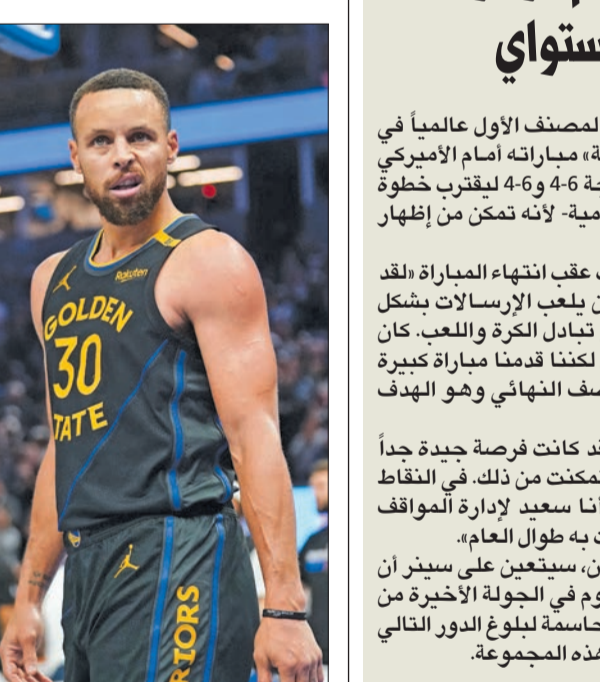 Rakuten
GOLDEN
30
TATE
RIORS
ستواي
لمصنف الأول عالمياً في
ة» مباراته أمام الأميركي
جة 6-4 و6-4 ليقترب خطوة
مية- لأنه تمكن من إظهار
عقب انتهاء المباراة «لقد
ن يلعب الإرسالات بشكل
تبادل الكرة واللعب. كان
لكننا قدمنا مباراة كبيرة
صف النهائي وهو الهدف
قد كانت فرصة جيدة جداً
تمكنت من ذلك. في النقاط
أنا سعيد لإدارة المواقف
ت به طوال العام».
ن، سيتعين على سينر أن
وم في الجولة الأخيرة من
حاسمة لبلوغ الدور التالي
هذه المجموعة.